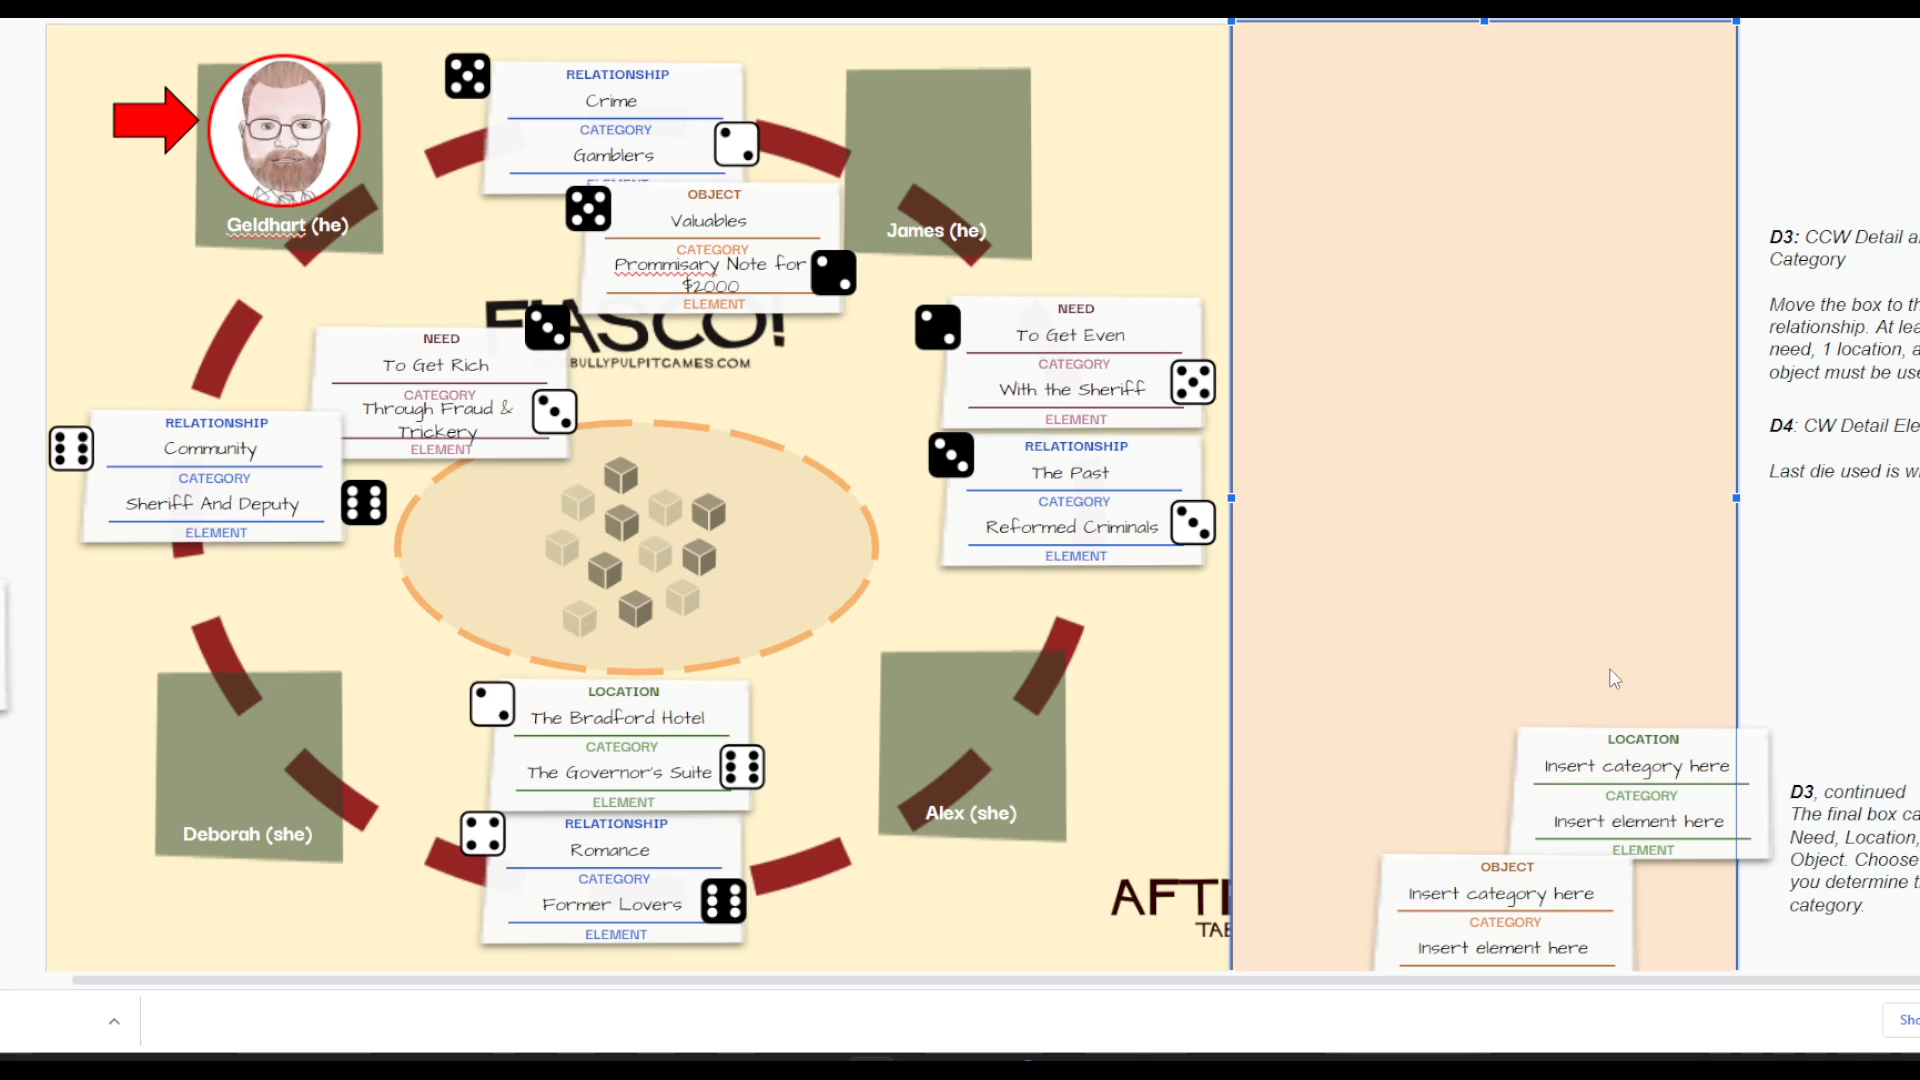 RELATIONSHIP
Crime
CATEGORY
Gamblers
Geldhart (he)
OBJECT
Valuables
CATEGORY
Prommisary Note for
$2000
ELEMENT
James (he)
FIASCO!
BULLYPULPITGAMES.COM
NEED
To Get Rich
CATEGORY
Through Fraud &
Trickery
ELEMENT
NEED
To Get Even
CATEGORY
With the Sheriff
ELEMENT
RELATIONSHIP
Community
CATEGORY
Sheriff And Deputy
ELEMENT
RELATIONSHIP
The Past
CATEGORY
Reformed Criminals
ELEMENT
Deborah (she)
LOCATION
The Bradford Hotel
CATEGORY
The Governor's Suite
ELEMENT
RELATIONSHIP
Romance
CATEGORY
Former Lovers
ELEMENT
Alex (she)
D3: CCW Detail
Category
Move the box to
relationship. At
need, 1 location,
object must be
D4: CW Detail
Last die used is
LOCATION
Insert category here
CATEGORY
Insert element here
ELEMENT
OBJECT
Insert category here
CATEGORY
Insert element here
D3, continued
The final box
Need, Location,
Object. Choose
you determine
category.